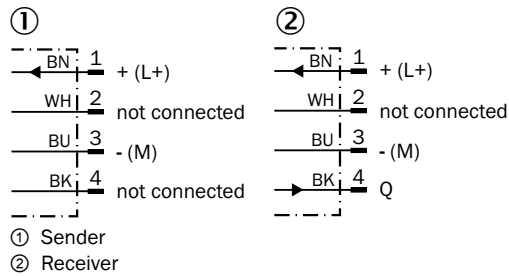 ① ②
BN 1 + (L+) BN 1 + (L+)
WH 2 not connected WH 2 not connected
BU 3 - (M) BU 3 - (M)
BK 4 not connected BK 4 Q
① Sender
② Receiver